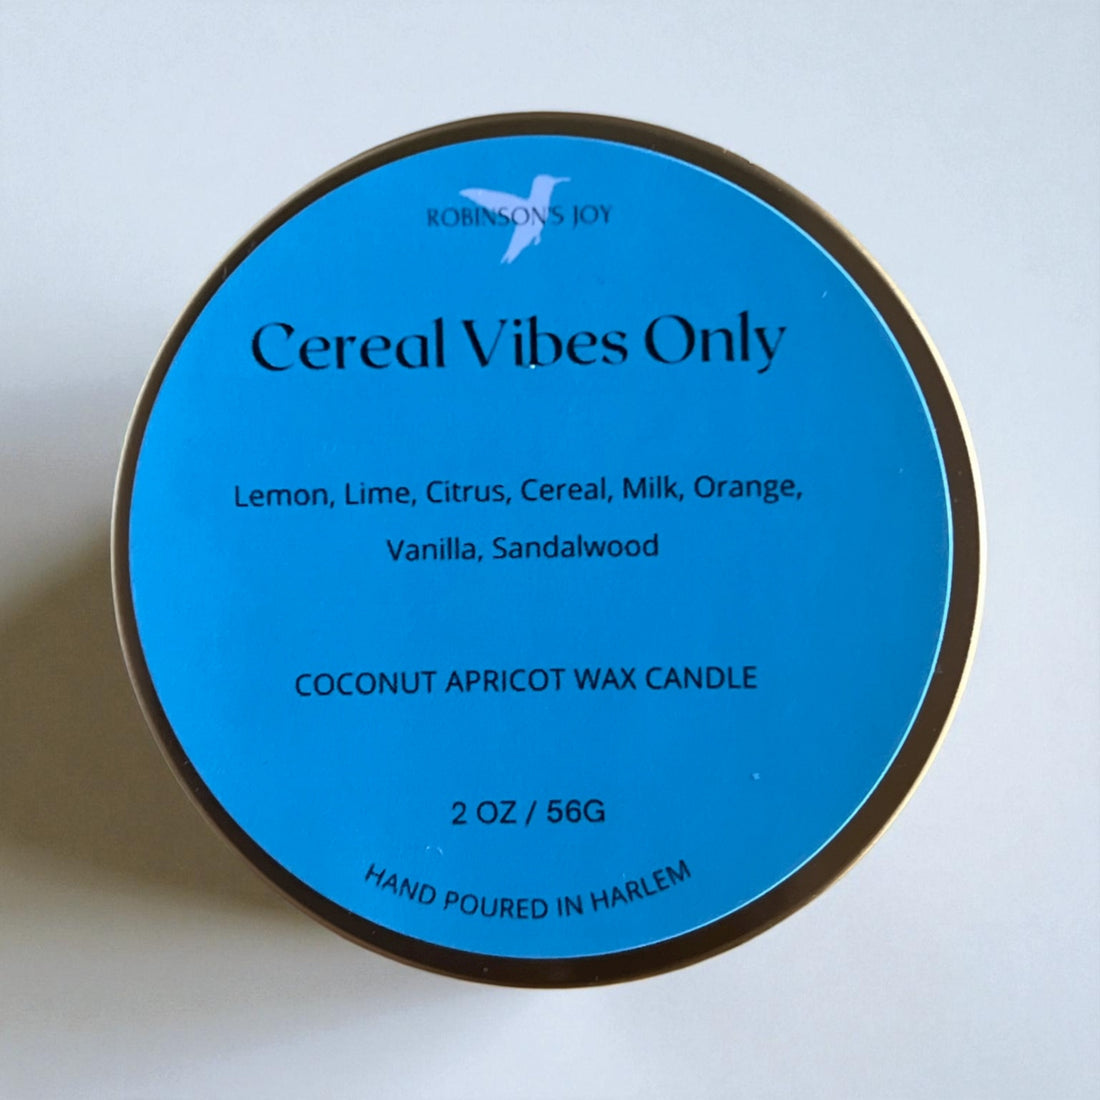 ROBINSON'S JOY
Cereal Vibes Only
Lemon, Lime, Citrus, Cereal, Milk, Orange,
Vanilla, Sandalwood
COCONUT APRICOT WAX CANDLE
2 OZ / 56G
HAND POURED IN HARLEM